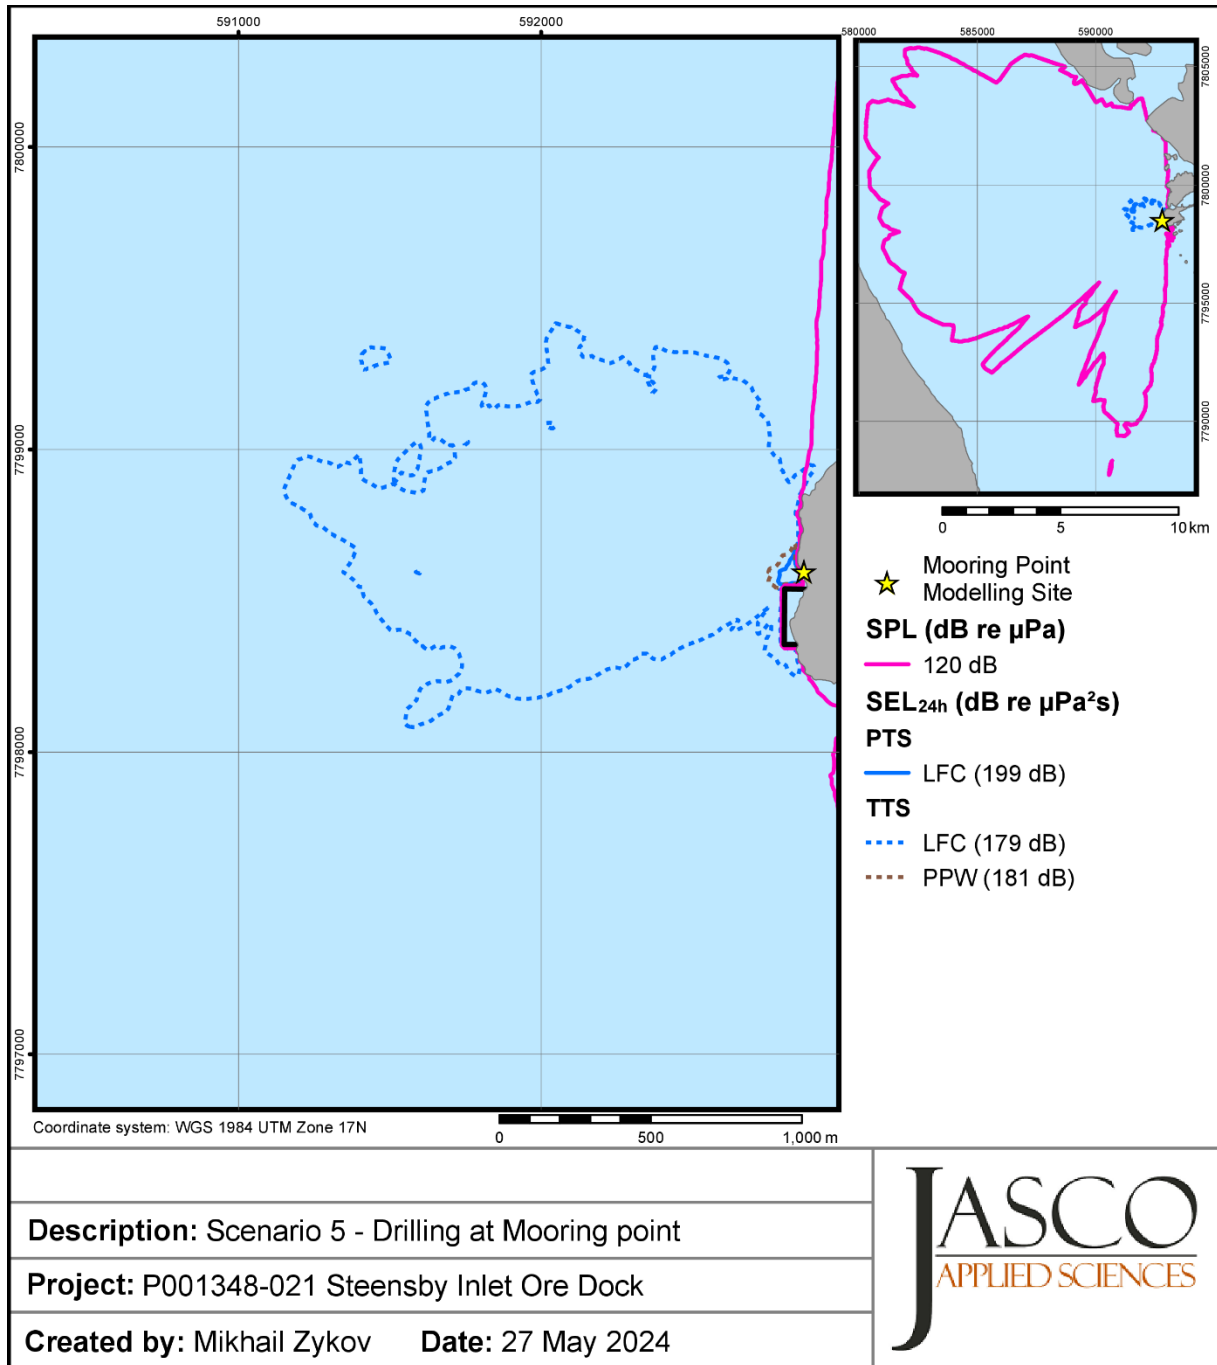 591000
592000
7800000
7799000
7798000
7797000
580000
585000
590000
7805000
7800000
7795000
7790000
0
5
10 km
Mooring Point
Modelling Site
SPL (dB re µPa)
120 dB
SEL24h (dB re µPa²s)
PTS
LFC (199 dB)
TTS
LFC (179 dB)
PPW (181 dB)
Coordinate system: WGS 1984 UTM Zone 17N
0
500
1,000 m
Description: Scenario 5 - Drilling at Mooring point
Project: P001348-021 Steensby Inlet Ore Dock
Created by: Mikhail Zykov Date: 27 May 2024
JASCO
APPLIED SCIENCES